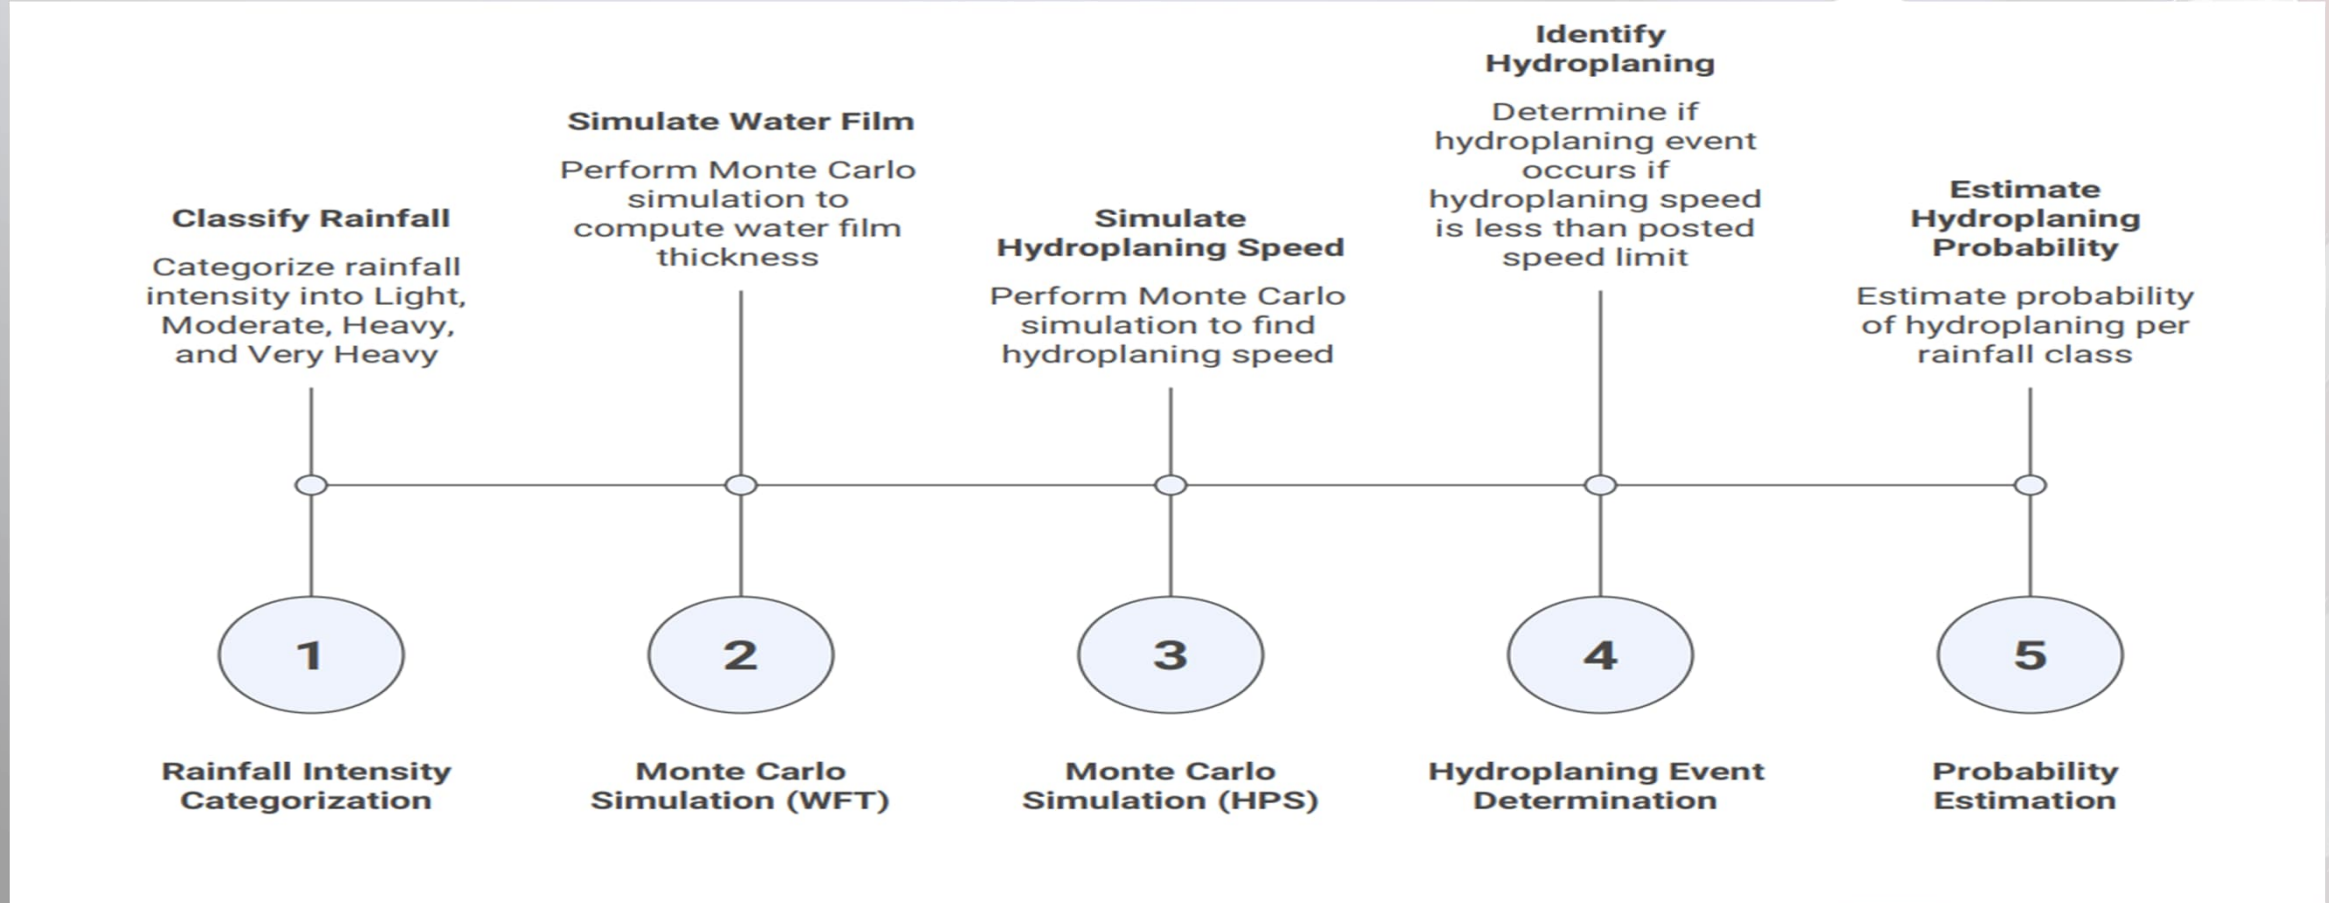 Classify Rainfall
Categorize rainfall
intensity into Light,
Moderate, Heavy,
and Very Heavy
1
Rainfall Intensity
Categorization
Simulate Water Film
Perform Monte Carlo
simulation to
compute water film
thickness
2
Monte Carlo
Simulation (WFT)
Simulate
Hydroplaning Speed
Perform Monte Carlo
simulation to find
hydroplaning speed
3
Monte Carlo
Simulation (HPS)
Identify
Hydroplaning
Determine if
hydroplaning event
occurs if
hydroplaning speed
is less than posted
speed limit
4
Hydroplaning Event
Determination
Estimate
Hydroplaning
Probability
Estimate probability
of hydroplaning per
rainfall class
5
Probability
Estimation